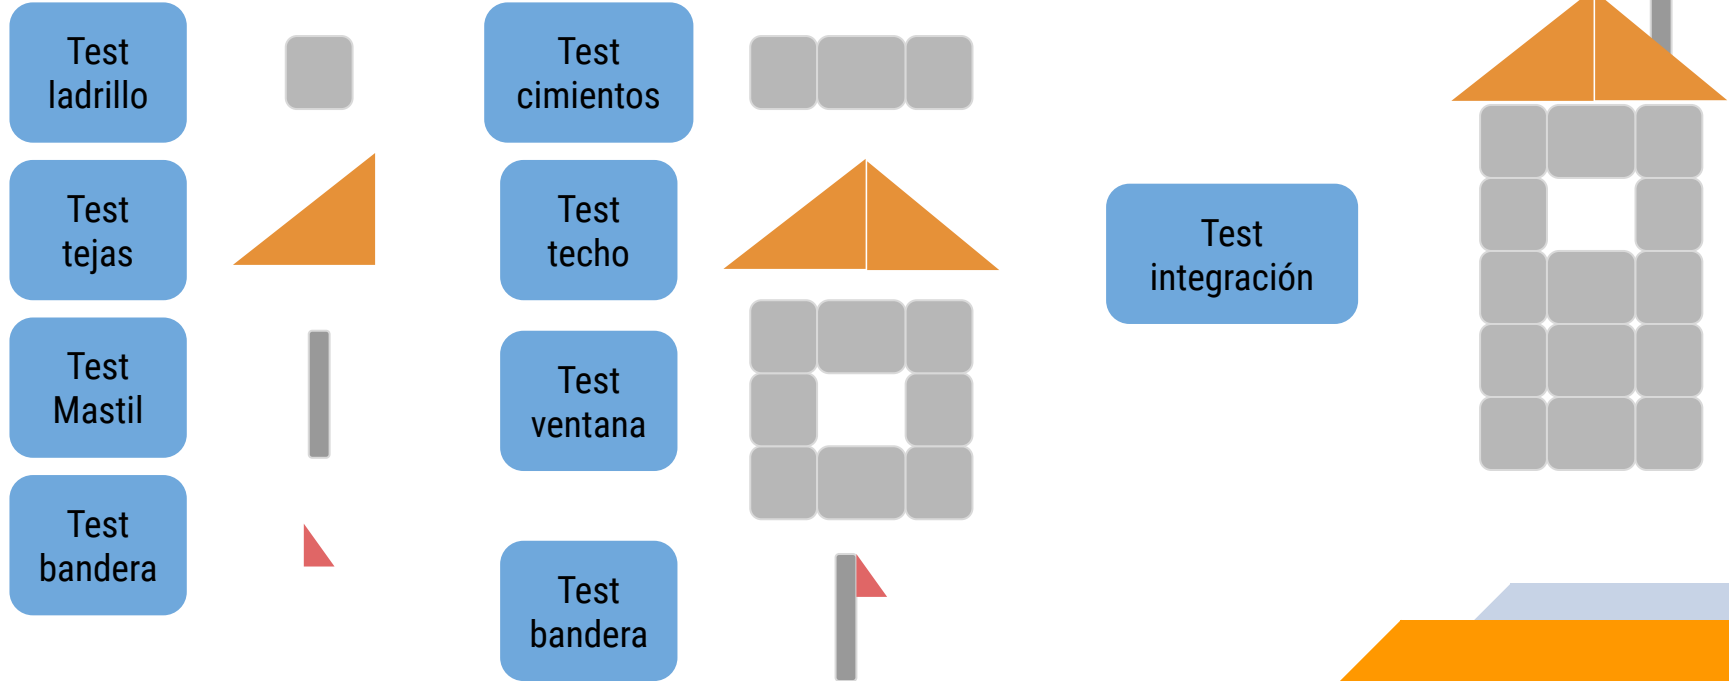 Test
ladrillo
Test
tejas
Test
Mastil
Test
bandera
Test
cimientos
Test
techo
Test
ventana
Test
bandera
Test
integración